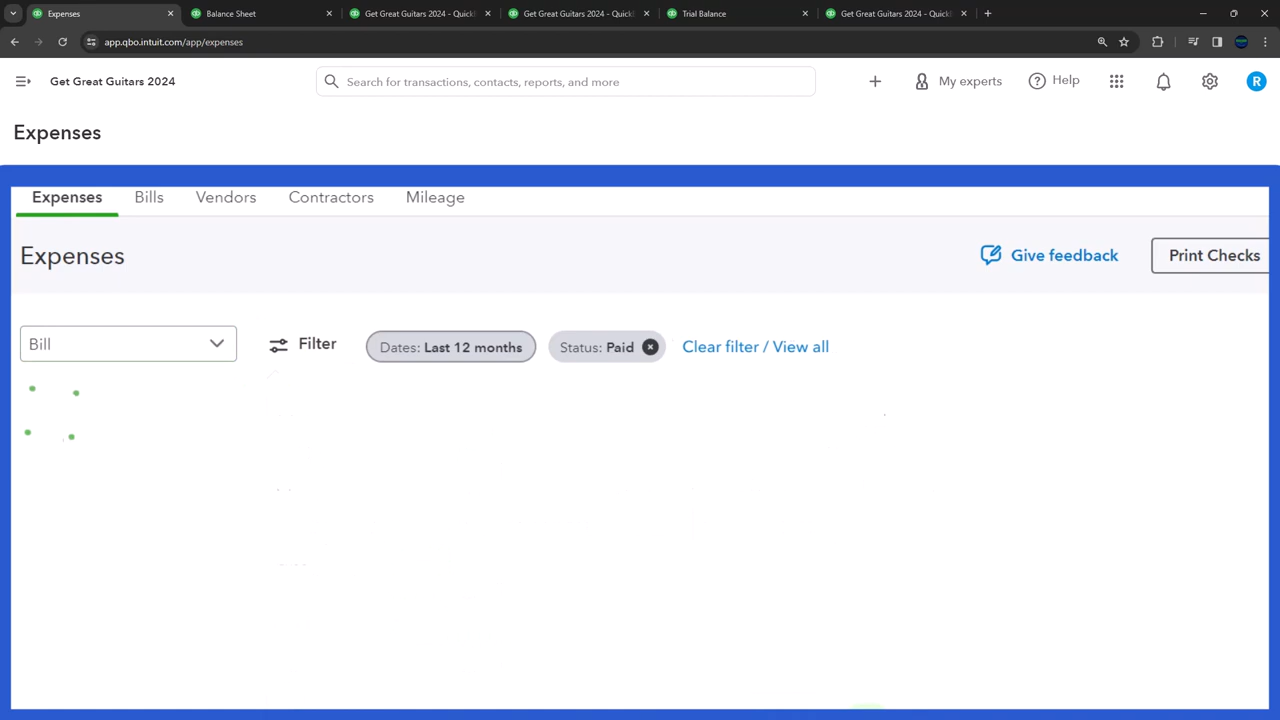 Expenses
Balance Sheet
Get Great Guitars 2024 - Quick
Get Great Guitars 2024 - Quick
Trial Balance
Get Great Guitars 2024 - Quick
app.qbo.intuit.com/app/expenses
Get Great Guitars 2024
Search for transactions, contacts, reports, and more
My experts
Help
R
Expenses
Expenses Bills Vendors Contractors Mileage
Expenses
Give feedback
Print Checks
Bill
Filter
Dates: Last 12 months
Status: Paid
Clear filter / View all